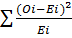 ∑ (Oi−Ei)² / Ei